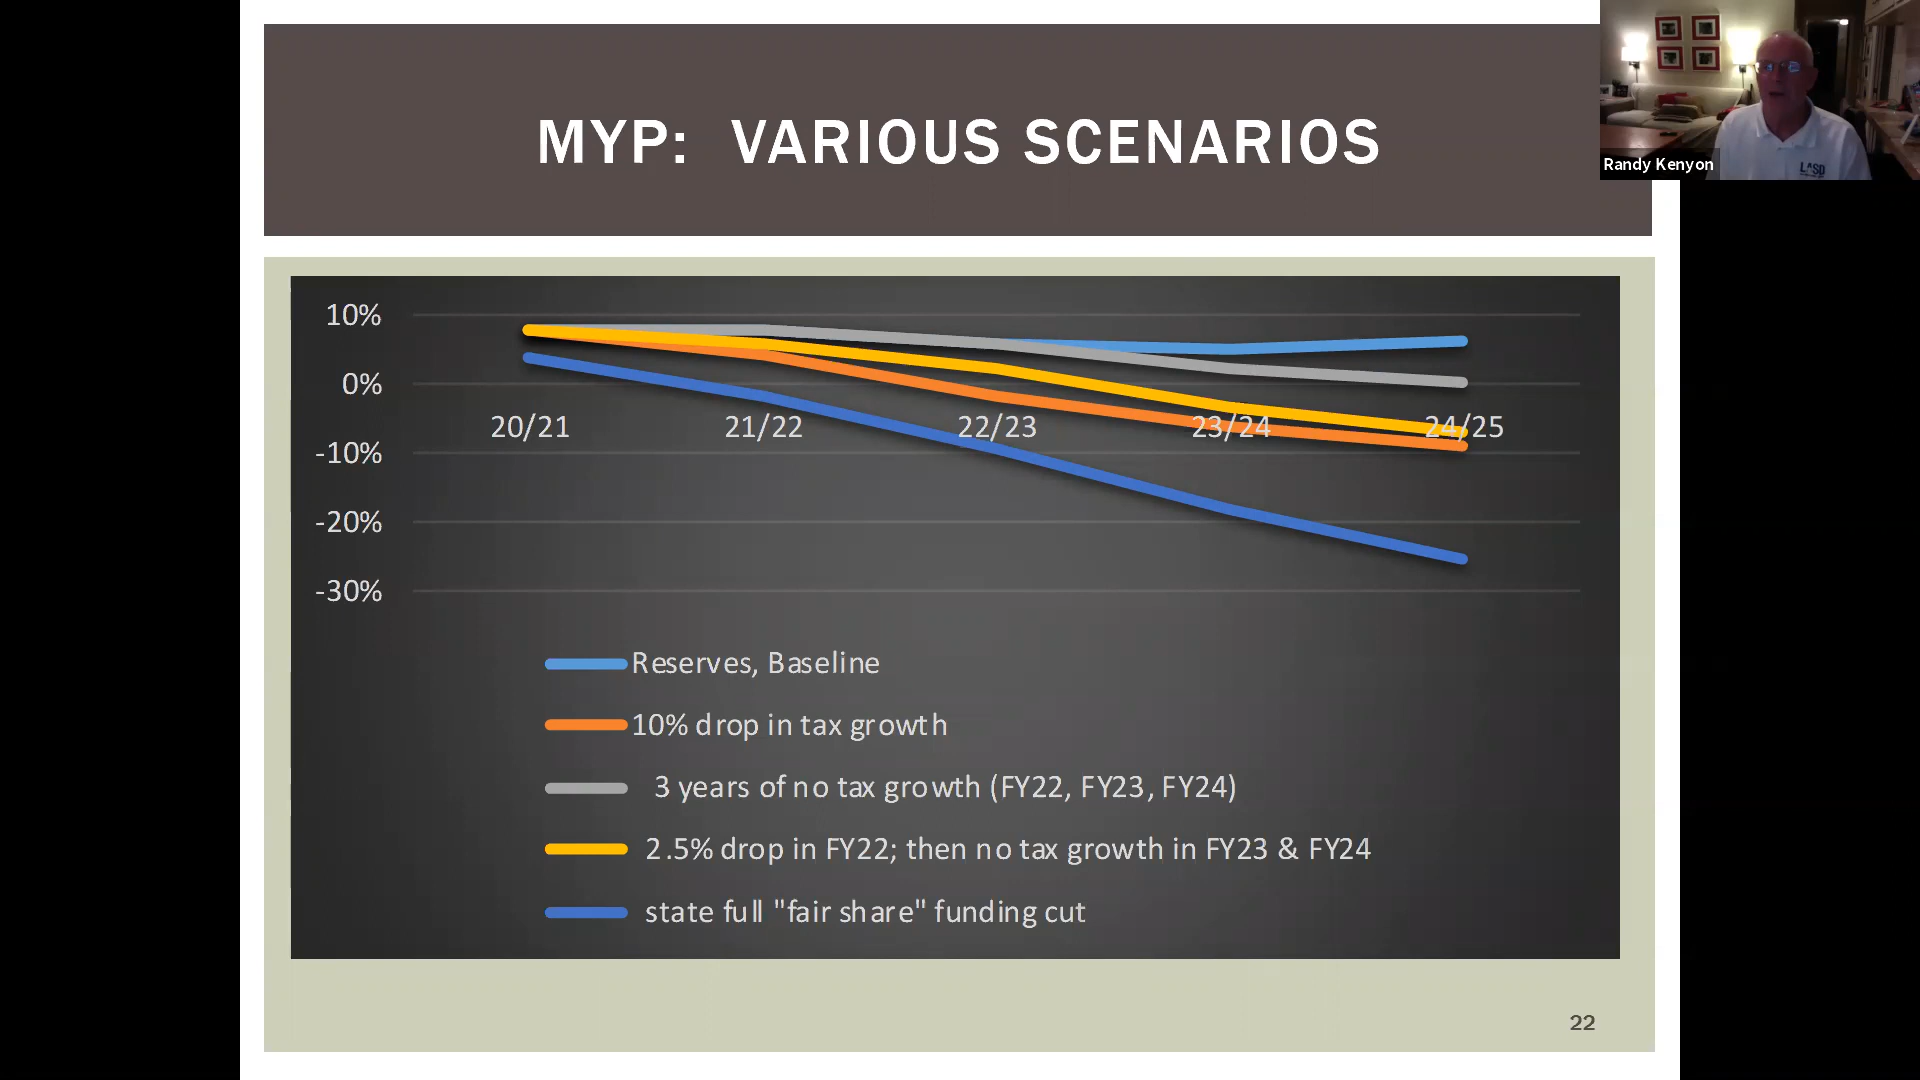 MYP: VARIOUS SCENARIOS
Randy Kenyon
LASD
10%
0%
-10%
-20%
-30%
20/21 21/22 22/23 23/24 24/25
Reserves, Baseline
10% drop in tax growth
3 years of no tax growth (FY22, FY23, FY24)
2.5% drop in FY22; then no tax growth in FY23 & FY24
state full "fair share" funding cut
22